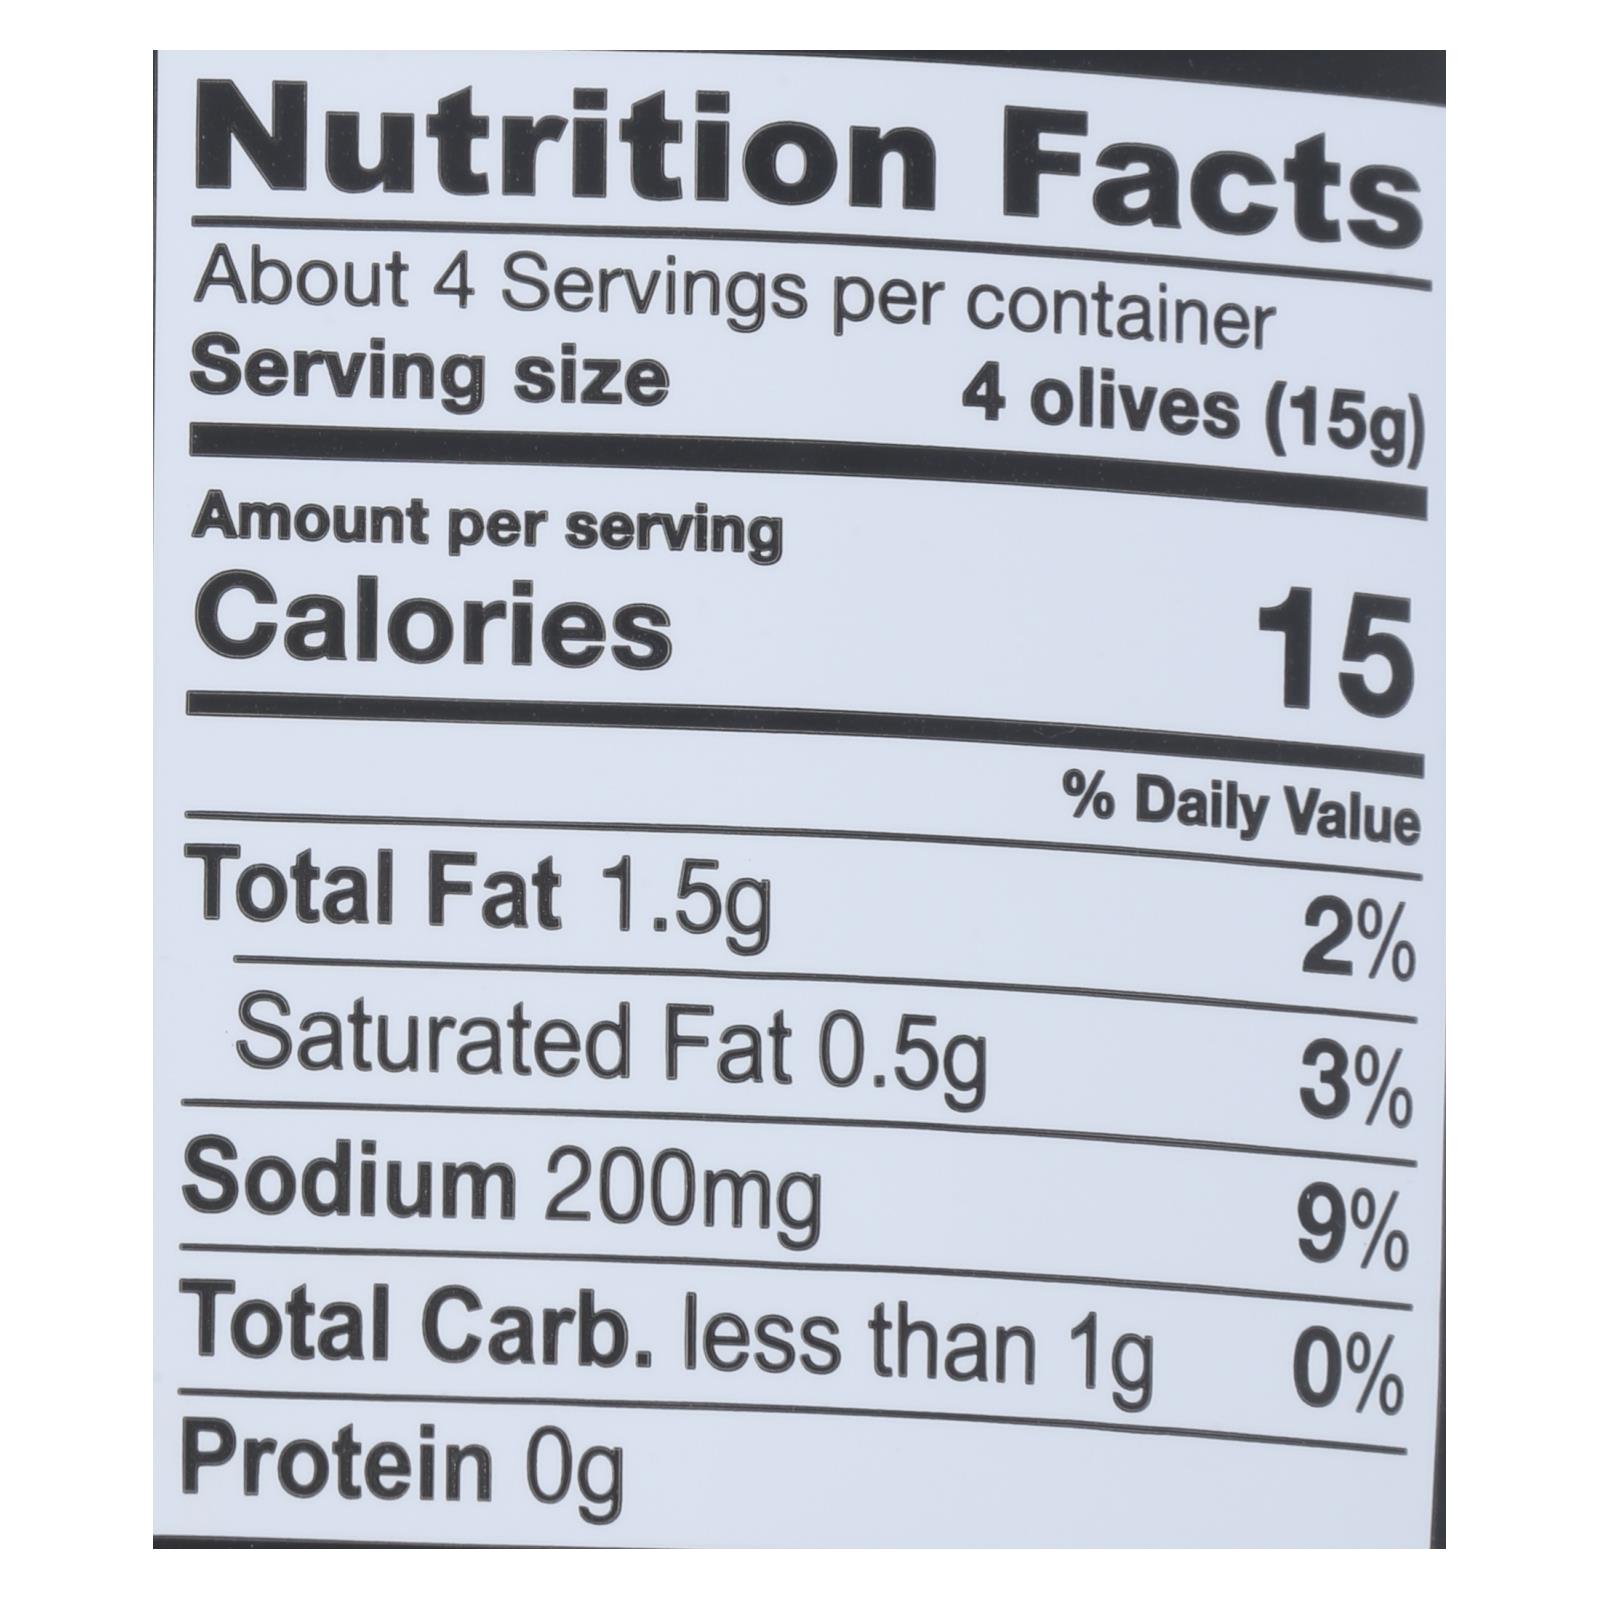 Nutrition Facts
About 4 Servings per container
Serving size 4 olives (15g)
Amount per serving
Calories 15
% Daily Value
Total Fat 1.5g 2%
Saturated Fat 0.5g 3%
Sodium 200mg 9%
Total Carb. less than 1g 0%
Protein 0g